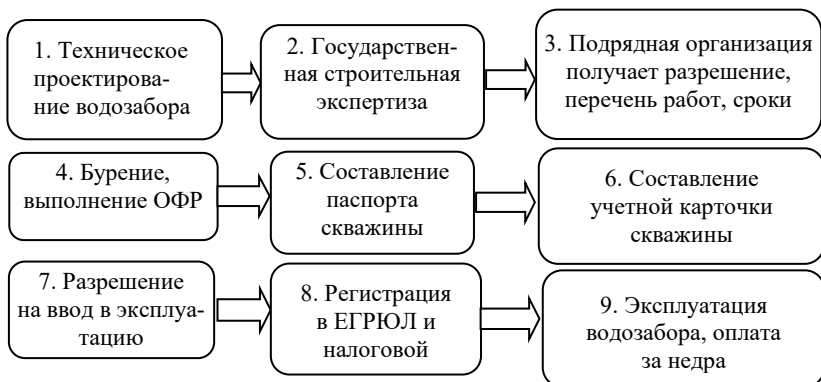 1. Техническое
проектирова-
ние водозабора
2. Государствен-
ная строительная
экспертиза
3. Подрядная организация
получает разрешение,
перечень работ, сроки
4. Бурение,
выполнение ОФР
5. Составление
паспорта
скважины
6. Составление
учетной карточки
скважины
7. Разрешение
на ввод в эксплуа-
тацию
8. Регистрация
в ЕГРЮЛ и
налоговой
9. Эксплуатация
водозабора, оплата
за недра